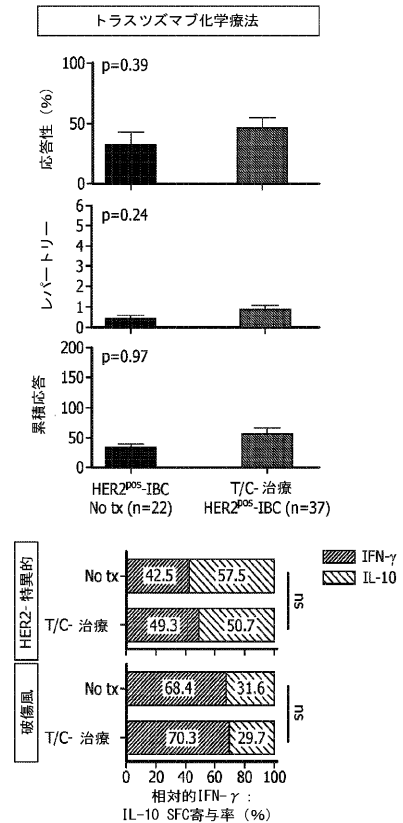 トラスツズマブ化学療法
p=0.39
100
50
0
応答性 (%)
p=0.24
6
5
4
3
2
1
0
レパートリー
p=0.97
200
150
100
50
0
累積応答
HER2pos-IBC
No tx (n=22)
T/C- 治療
HER2pos-IBC (n=37)
IFN-γ
IL-10
HER2- 特異的
No tx
42.5 57.5
T/C- 治療
49.3 50.7
ns
破傷風
No tx
68.4 31.6
T/C- 治療
70.3 29.7
ns
0 20 40 60 80 100
相対的IFN-γ :
IL-10 SFC寄与率 (%)